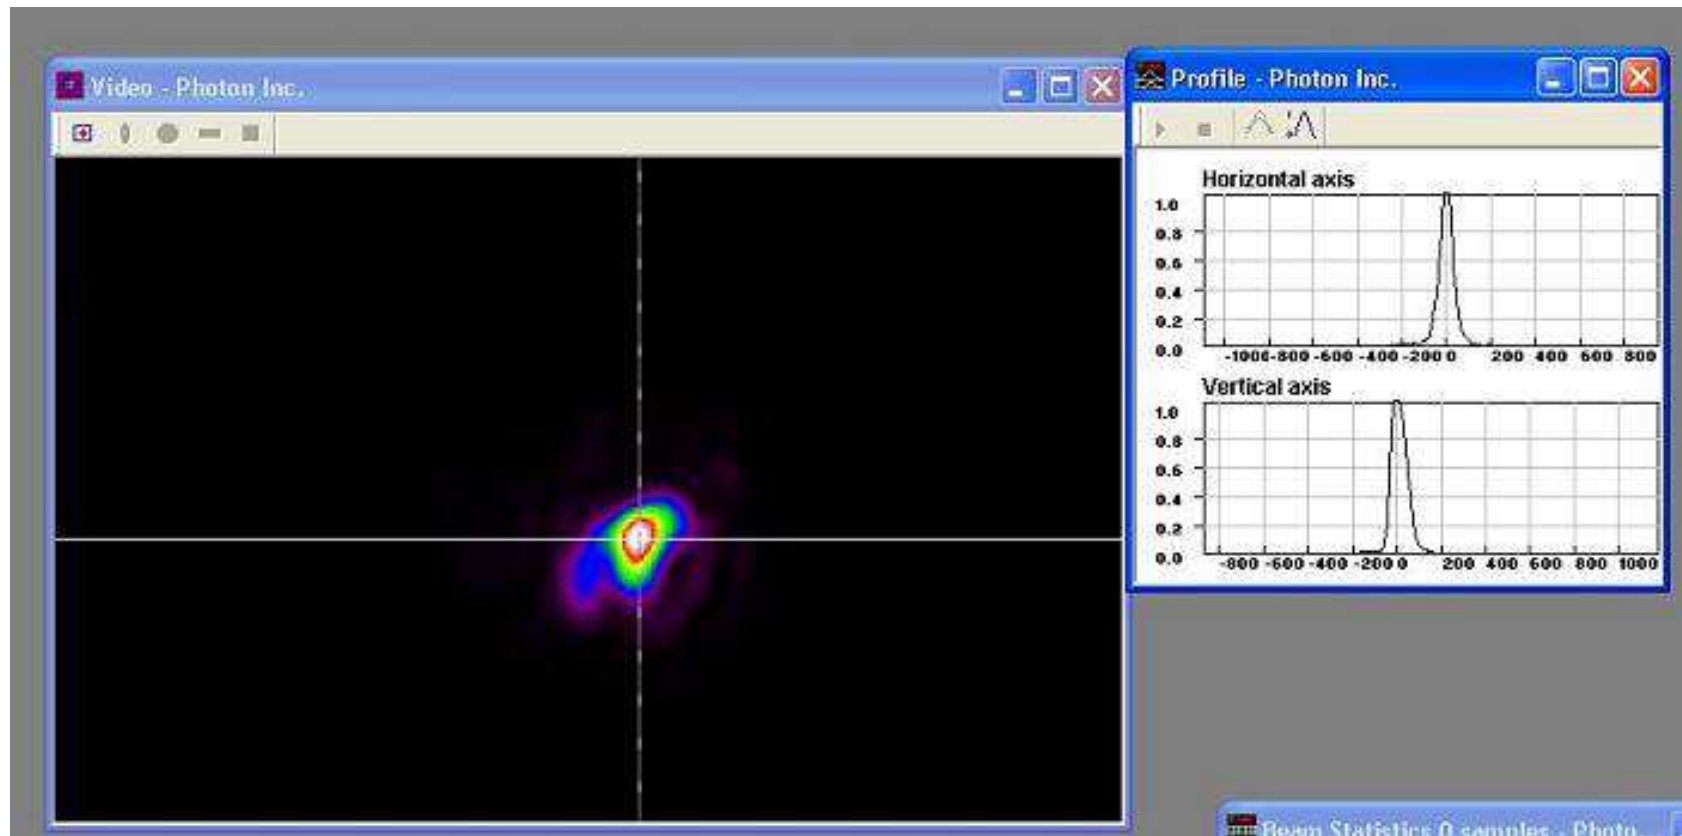 Video - Photon Inc.
Profile - Photon Inc.
Horizontal axis
1.0
0.8
0.6
0.4
0.2
0.0
-1000 -800 -600 -400 -200 0 200 400 600 800
Vertical axis
1.0
0.8
0.6
0.4
0.2
0.0
-800 -600 -400 -200 0 200 400 600 800 1000
Beam Statistics 0 samples - Photo